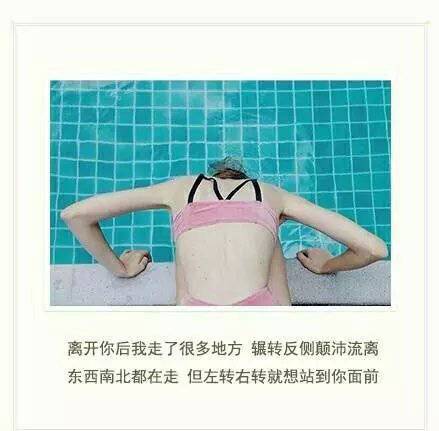 离开你后我走了很多地方 辗转反侧颠沛流离
东西南北都在走 但左转右转就想站到你面前